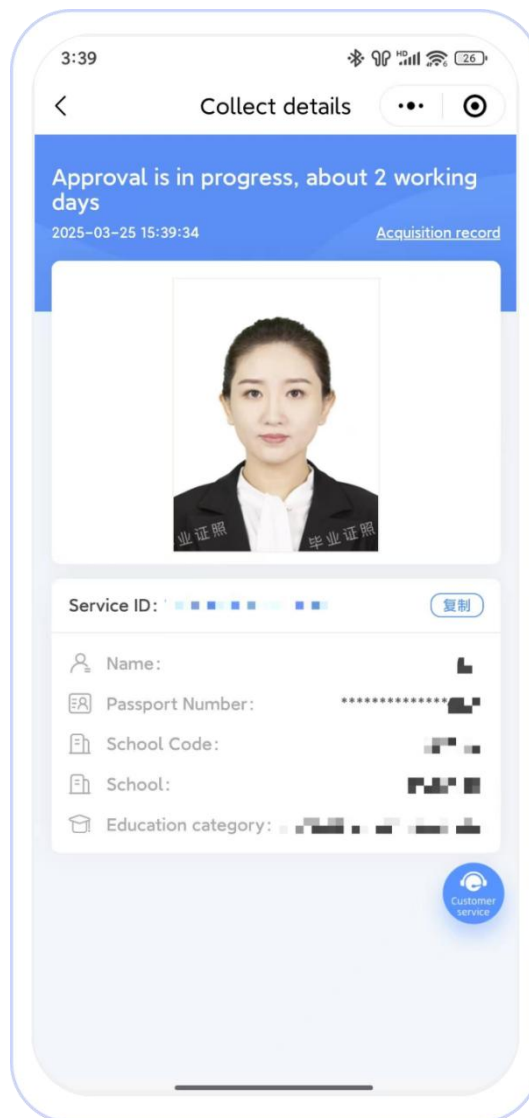 3:39
HD
6
26
Collect details
Approval is in progress, about 2 working
days
2025-03-25 15:39:34
Acquisition record
业证照
毕业证照
Service ID:
复制
Name:
Passport Number:
**************
School Code:
School:
Education category:
Customer
service